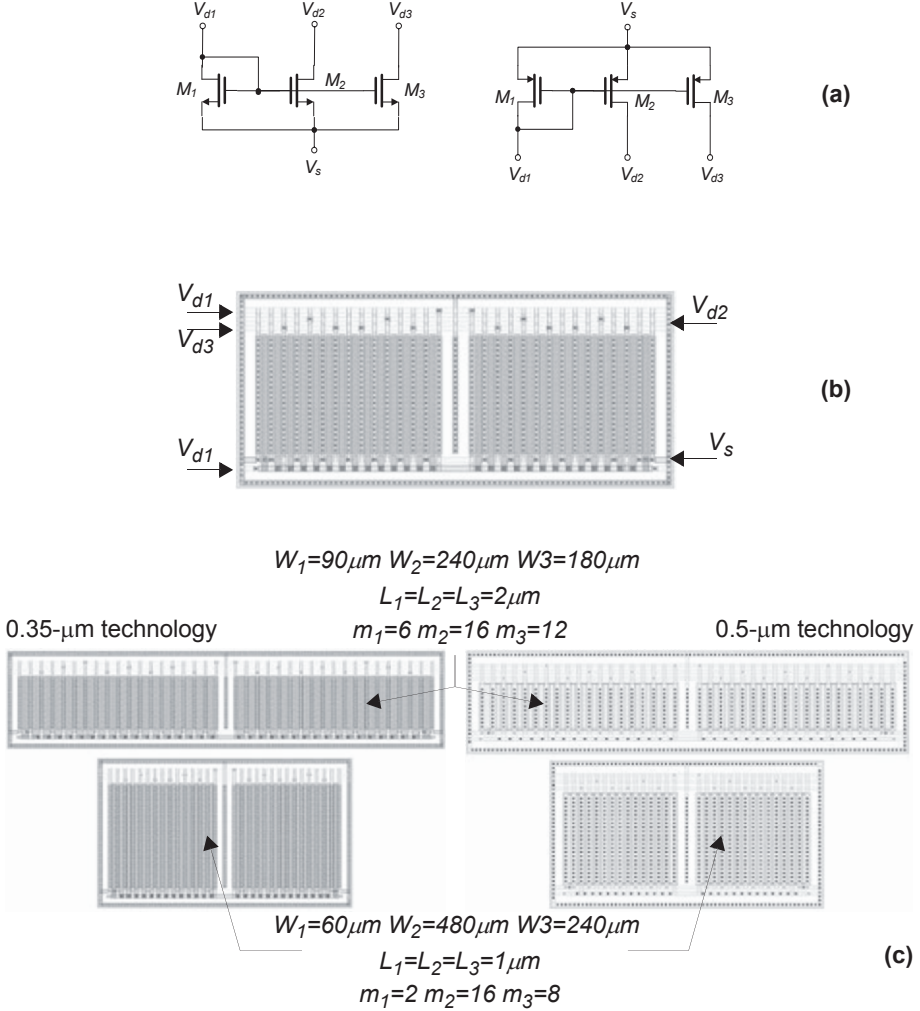 V_d1 V_d2 V_d3 V_s
M_1 M_2 M_3 M_1 M_2 M_3 (a)
V_s V_d1 V_d2 V_d3
V_d1 V_d2
V_d3
(b)
V_d1 V_s
W_1=90μm W_2=240μm W3=180μm
L_1=L_2=L_3=2μm
0.35-μm technology m_1=6 m_2=16 m_3=12 0.5-μm technology
W_1=60μm W_2=480μm W3=240μm
L_1=L_2=L_3=1μm (c)
m_1=2 m_2=16 m_3=8